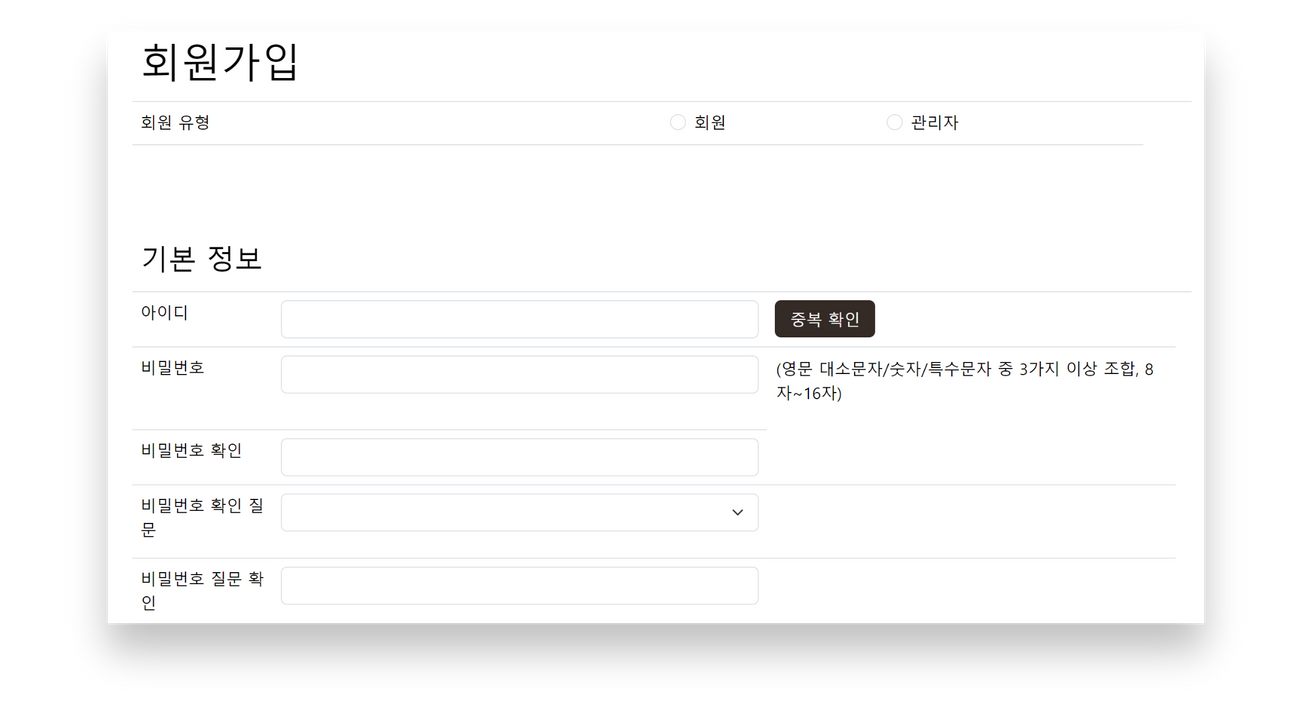 회원가입
회원 유형 회원 관리자
기본 정보
아이디 중복 확인
비밀번호 (영문 대소문자/숫자/특수문자 중 3가지 이상 조합, 8
자~16자)
비밀번호 확인
비밀번호 확인 질
문
비밀번호 질문 확
인